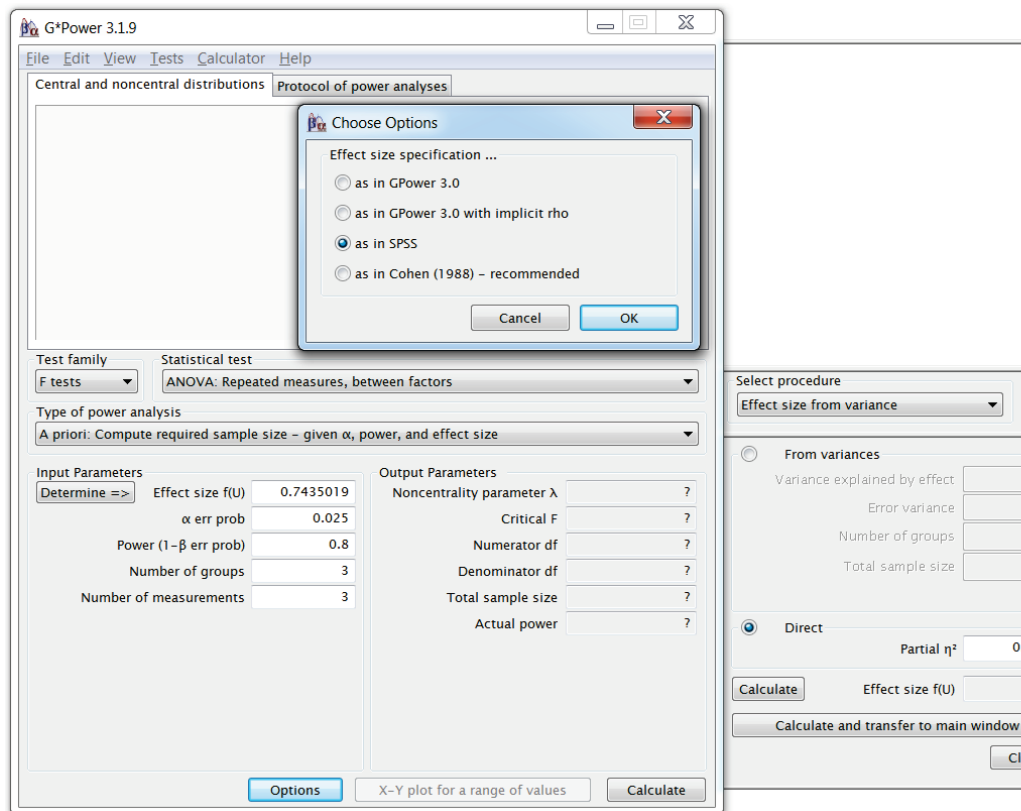 G*Power 3.1.9
File Edit View Tests Calculator Help
Central and noncentral distributions Protocol of power analyses
Choose Options
Effect size specification ...
as in GPower 3.0
as in GPower 3.0 with implicit rho
as in SPSS
as in Cohen (1988) – recommended
Cancel OK
Test family Statistical test
F tests ANOVA: Repeated measures, between factors
Type of power analysis
A priori: Compute required sample size – given α, power, and effect size
Input Parameters Output Parameters
Determine => Effect size f(U) 0.7435019 Noncentrality parameter λ ?
α err prob 0.025 Critical F ?
Power (1-β err prob) 0.8 Numerator df ?
Number of groups 3 Denominator df ?
Number of measurements 3 Total sample size ?
Actual power ?
Options X-Y plot for a range of values Calculate
Select procedure
Effect size from variance
From variances
Variance explained by effect
Error variance
Number of groups
Total sample size
Direct
Partial η² 0
Calculate Effect size f(U)
Calculate and transfer to main window